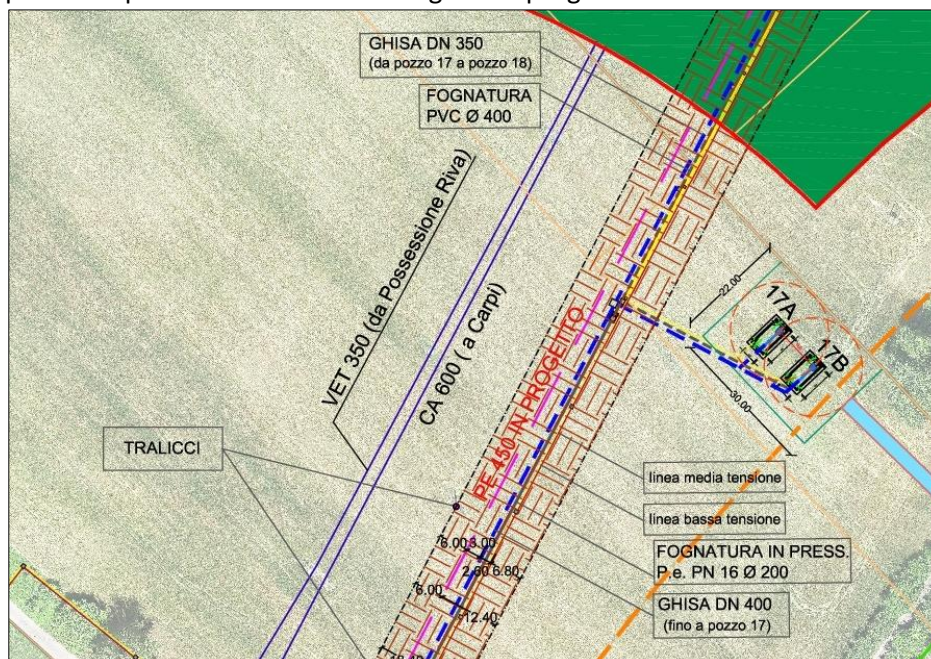 GHISA DN 350
(da pozzo 17 a pozzo 18)
FOGNATURA
PVC Ø 400
VET 350 (da Possessione Riva)
CA 600 ( a Carpi)
PE 450 IN PROGETTO
22.00
17A
17B
30.00
TRALICCI
linea media tensione
linea bassa tensione
FOGNATURA IN PRESS.
P.e. PN 16 Ø 200
GHISA DN 400
(fino a pozzo 17)
6.00
3.00
2.60
6.80
6.00
12.40